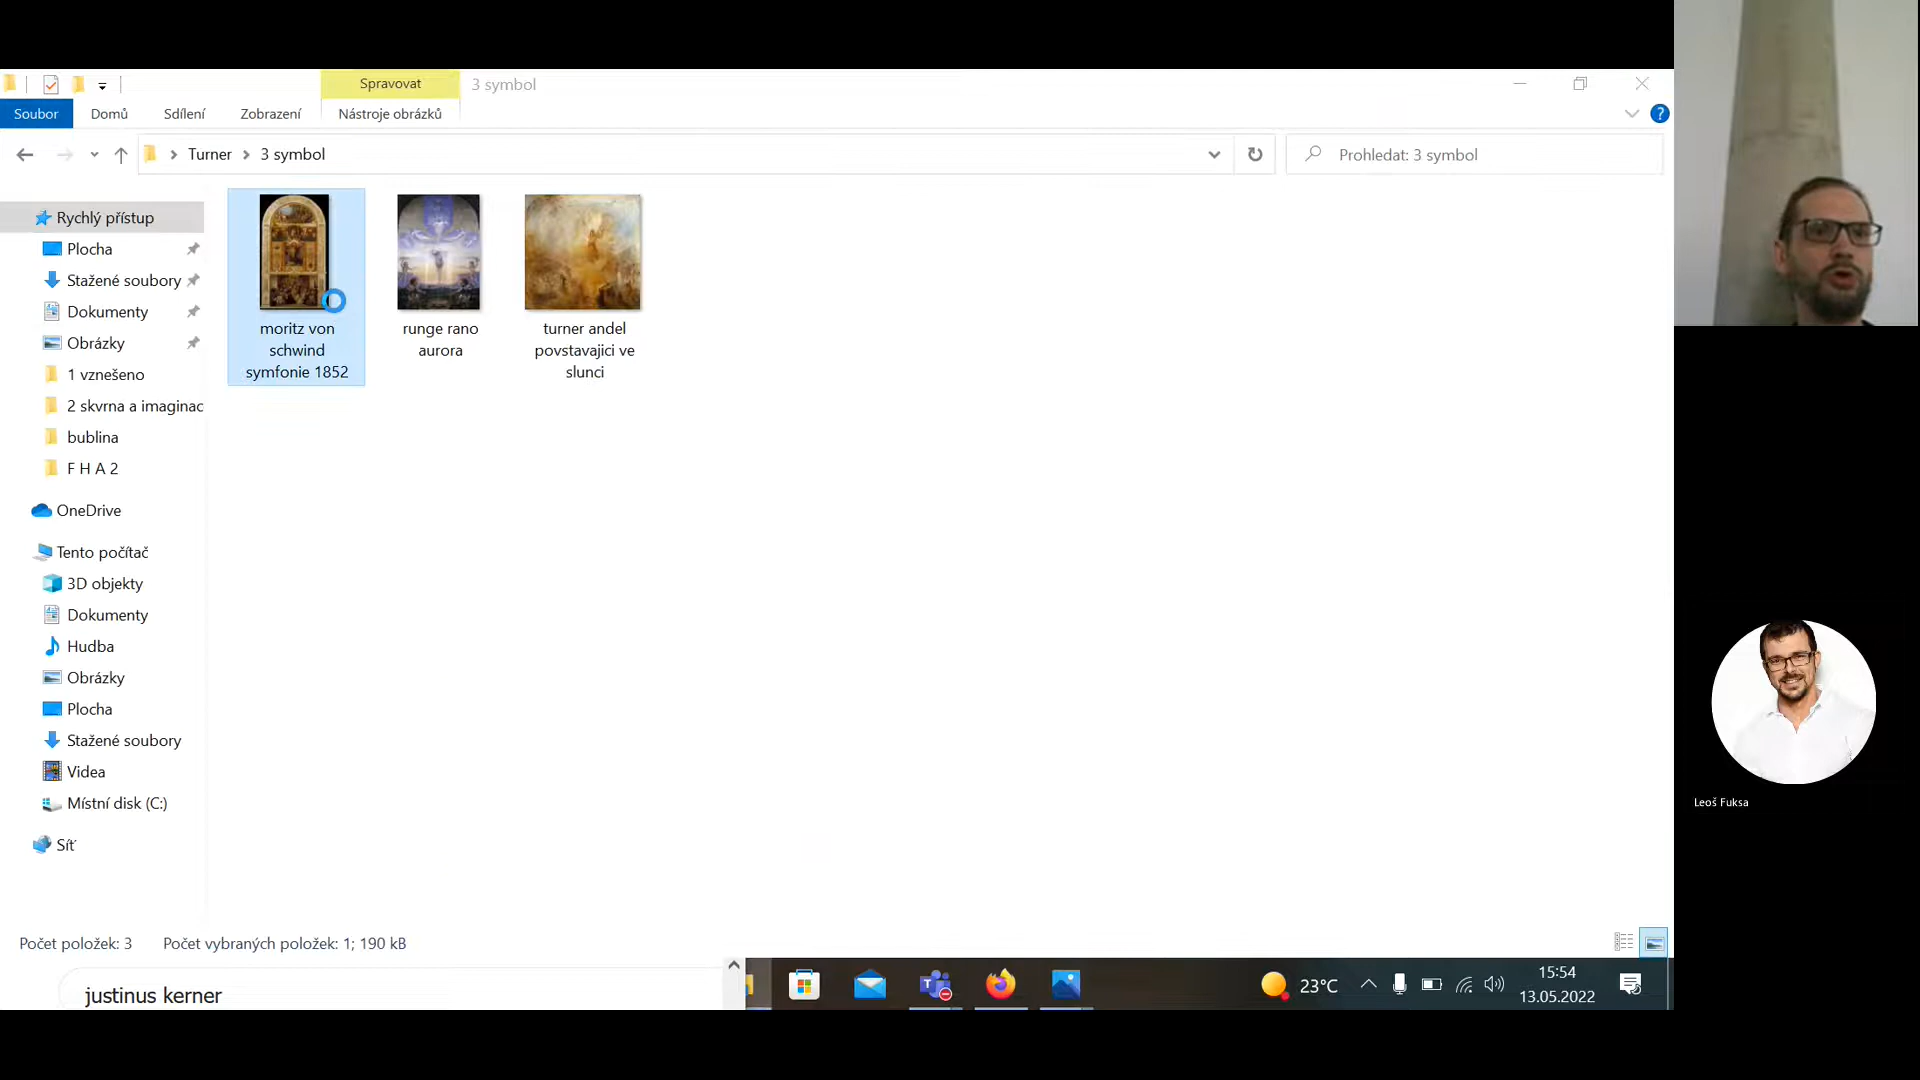 Spravovat
3 symbol
Soubor
Domů
Sdílení
Zobrazení
Nástroje obrázků
?
Turner
3 symbol
Prohledat: 3 symbol
Rychlý přístup
Plocha
Stažené soubory
Dokumenty
Obrázky
1 vznešeno
2 skvrna a imaginac
bublina
F H A 2
OneDrive
Tento počítač
3D objekty
Dokumenty
Hudba
Obrázky
Plocha
Stažené soubory
Videa
Místní disk (C:)
Síť
moritz von
schwind
symfonie 1852
runge rano
aurora
turner andel
povstavajici ve
slunci
Počet položek: 3
Počet vybraných položek: 1; 190 kB
justinus kerner
T
23°C
15:54
13.05.2022
Leoš Fuksa